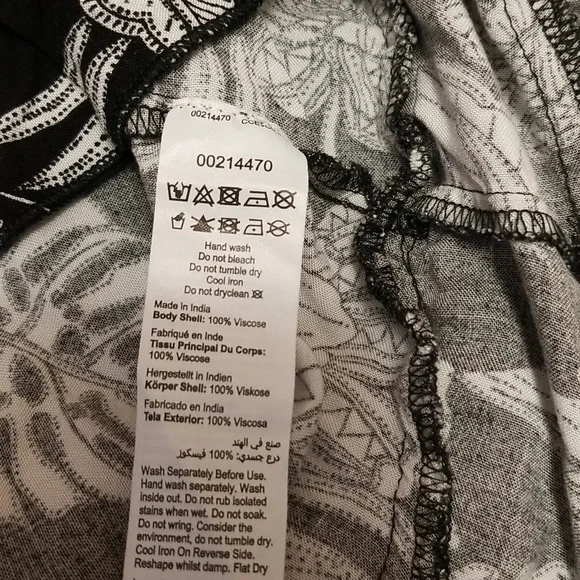 00214470
00214470
Hand wash
Do not bleach
Do not tumble dry
Cool iron
Do not dryclean
Made in India
Body Shell: 100% Viscose
Fabriqué en Inde
Tissu Principal Du Corps:
100% Viscose
Hergestellt in Indien
Körper Shell: 100% Viskose
Fabricado en India
Tela Exterior: 100% Viscosa
صنع في الهند
درع جسدي: 100% فيسكوز
Wash Separately Before Use.
Hand wash separately. Wash
inside out. Do not rub isolated
stains when wet. Do not soak.
Do not wring. Consider the
environment, do not tumble dry.
Cool Iron On Reverse Side.
Reshape whilst damp. Flat Dry